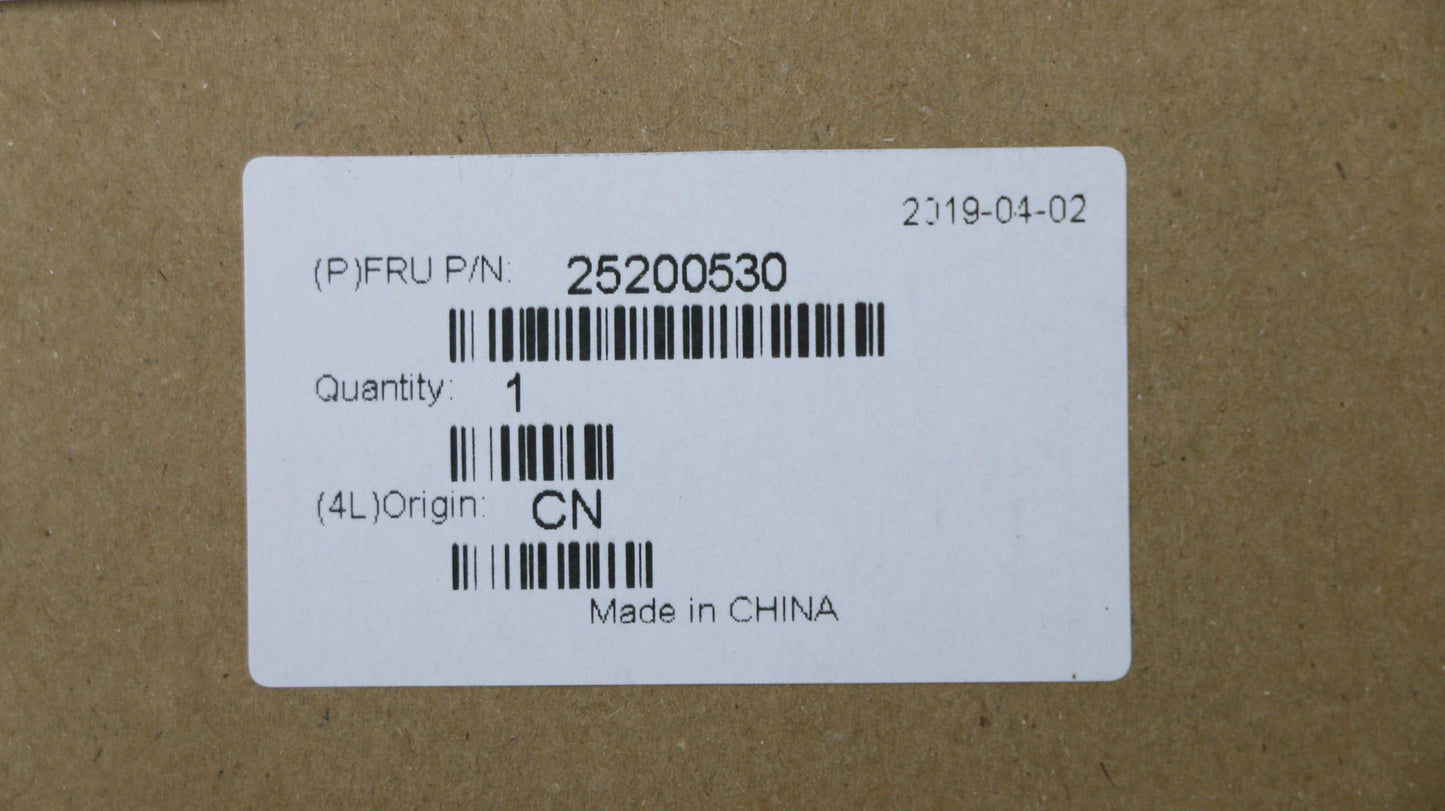 2019-04-02
(P)FRU P/N: 25200530
Quantity: 1
(4L)Origin: CN
Made in CHINA